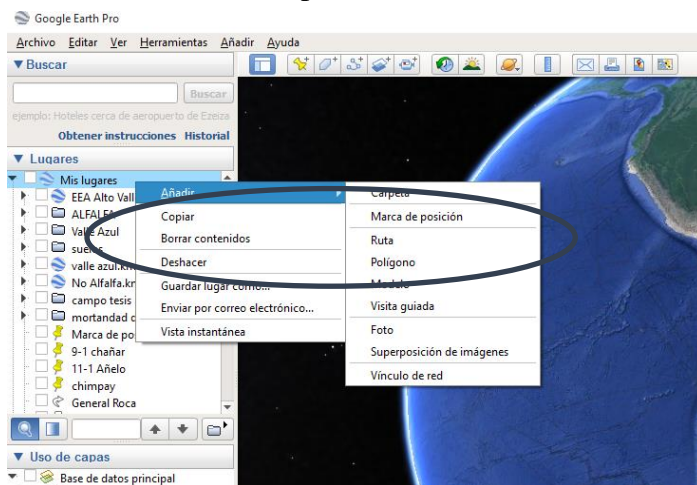 Google Earth Pro
Archivo Editar Ver Herramientas Añadir Ayuda
Buscar
Buscar
ejemplo: Hoteles cerca de aeropuerto de Ezeiza
Obtener instrucciones Historial
Lugares
Mis lugares
EEA Alto Vall
ALFALFA
Valle Azul
suelos
valle azul.km
No Alfalfa.km
campo tesis
mortandad d
Marca de po
9-1 chañar
11-1 Añelo
chimpay
General Roca
Añadir
Copiar
Borrar contenidos
Deshacer
Guardar lugar como...
Enviar por correo electrónico...
Vista instantánea
Carpeta
Marca de posición
Ruta
Polígono
Modelo
Visita guiada
Foto
Superposición de imágenes
Vínculo de red
Uso de capas
Base de datos principal